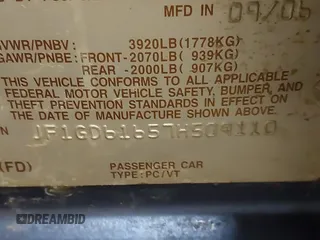 MFD IN 09/06
GVWR/PNBV: 3920LB(1778KG)
GAWR/PNBE: FRONT-2070LB( 939KG)
REAR -2000LB( 907KG)
THIS VEHICLE CONFORMS TO ALL APPLICABLE
FEDERAL MOTOR VEHICLE SAFETY, BUMPER, AND
THEFT PREVENTION STANDARDS IN EFFECT ON THE
DATE OF MANUFACTURE SHOWN ABOVE.
JF1GD61657H509110
(FD)
PASSENGER CAR
TYPE:PC/VT
DREAMBID